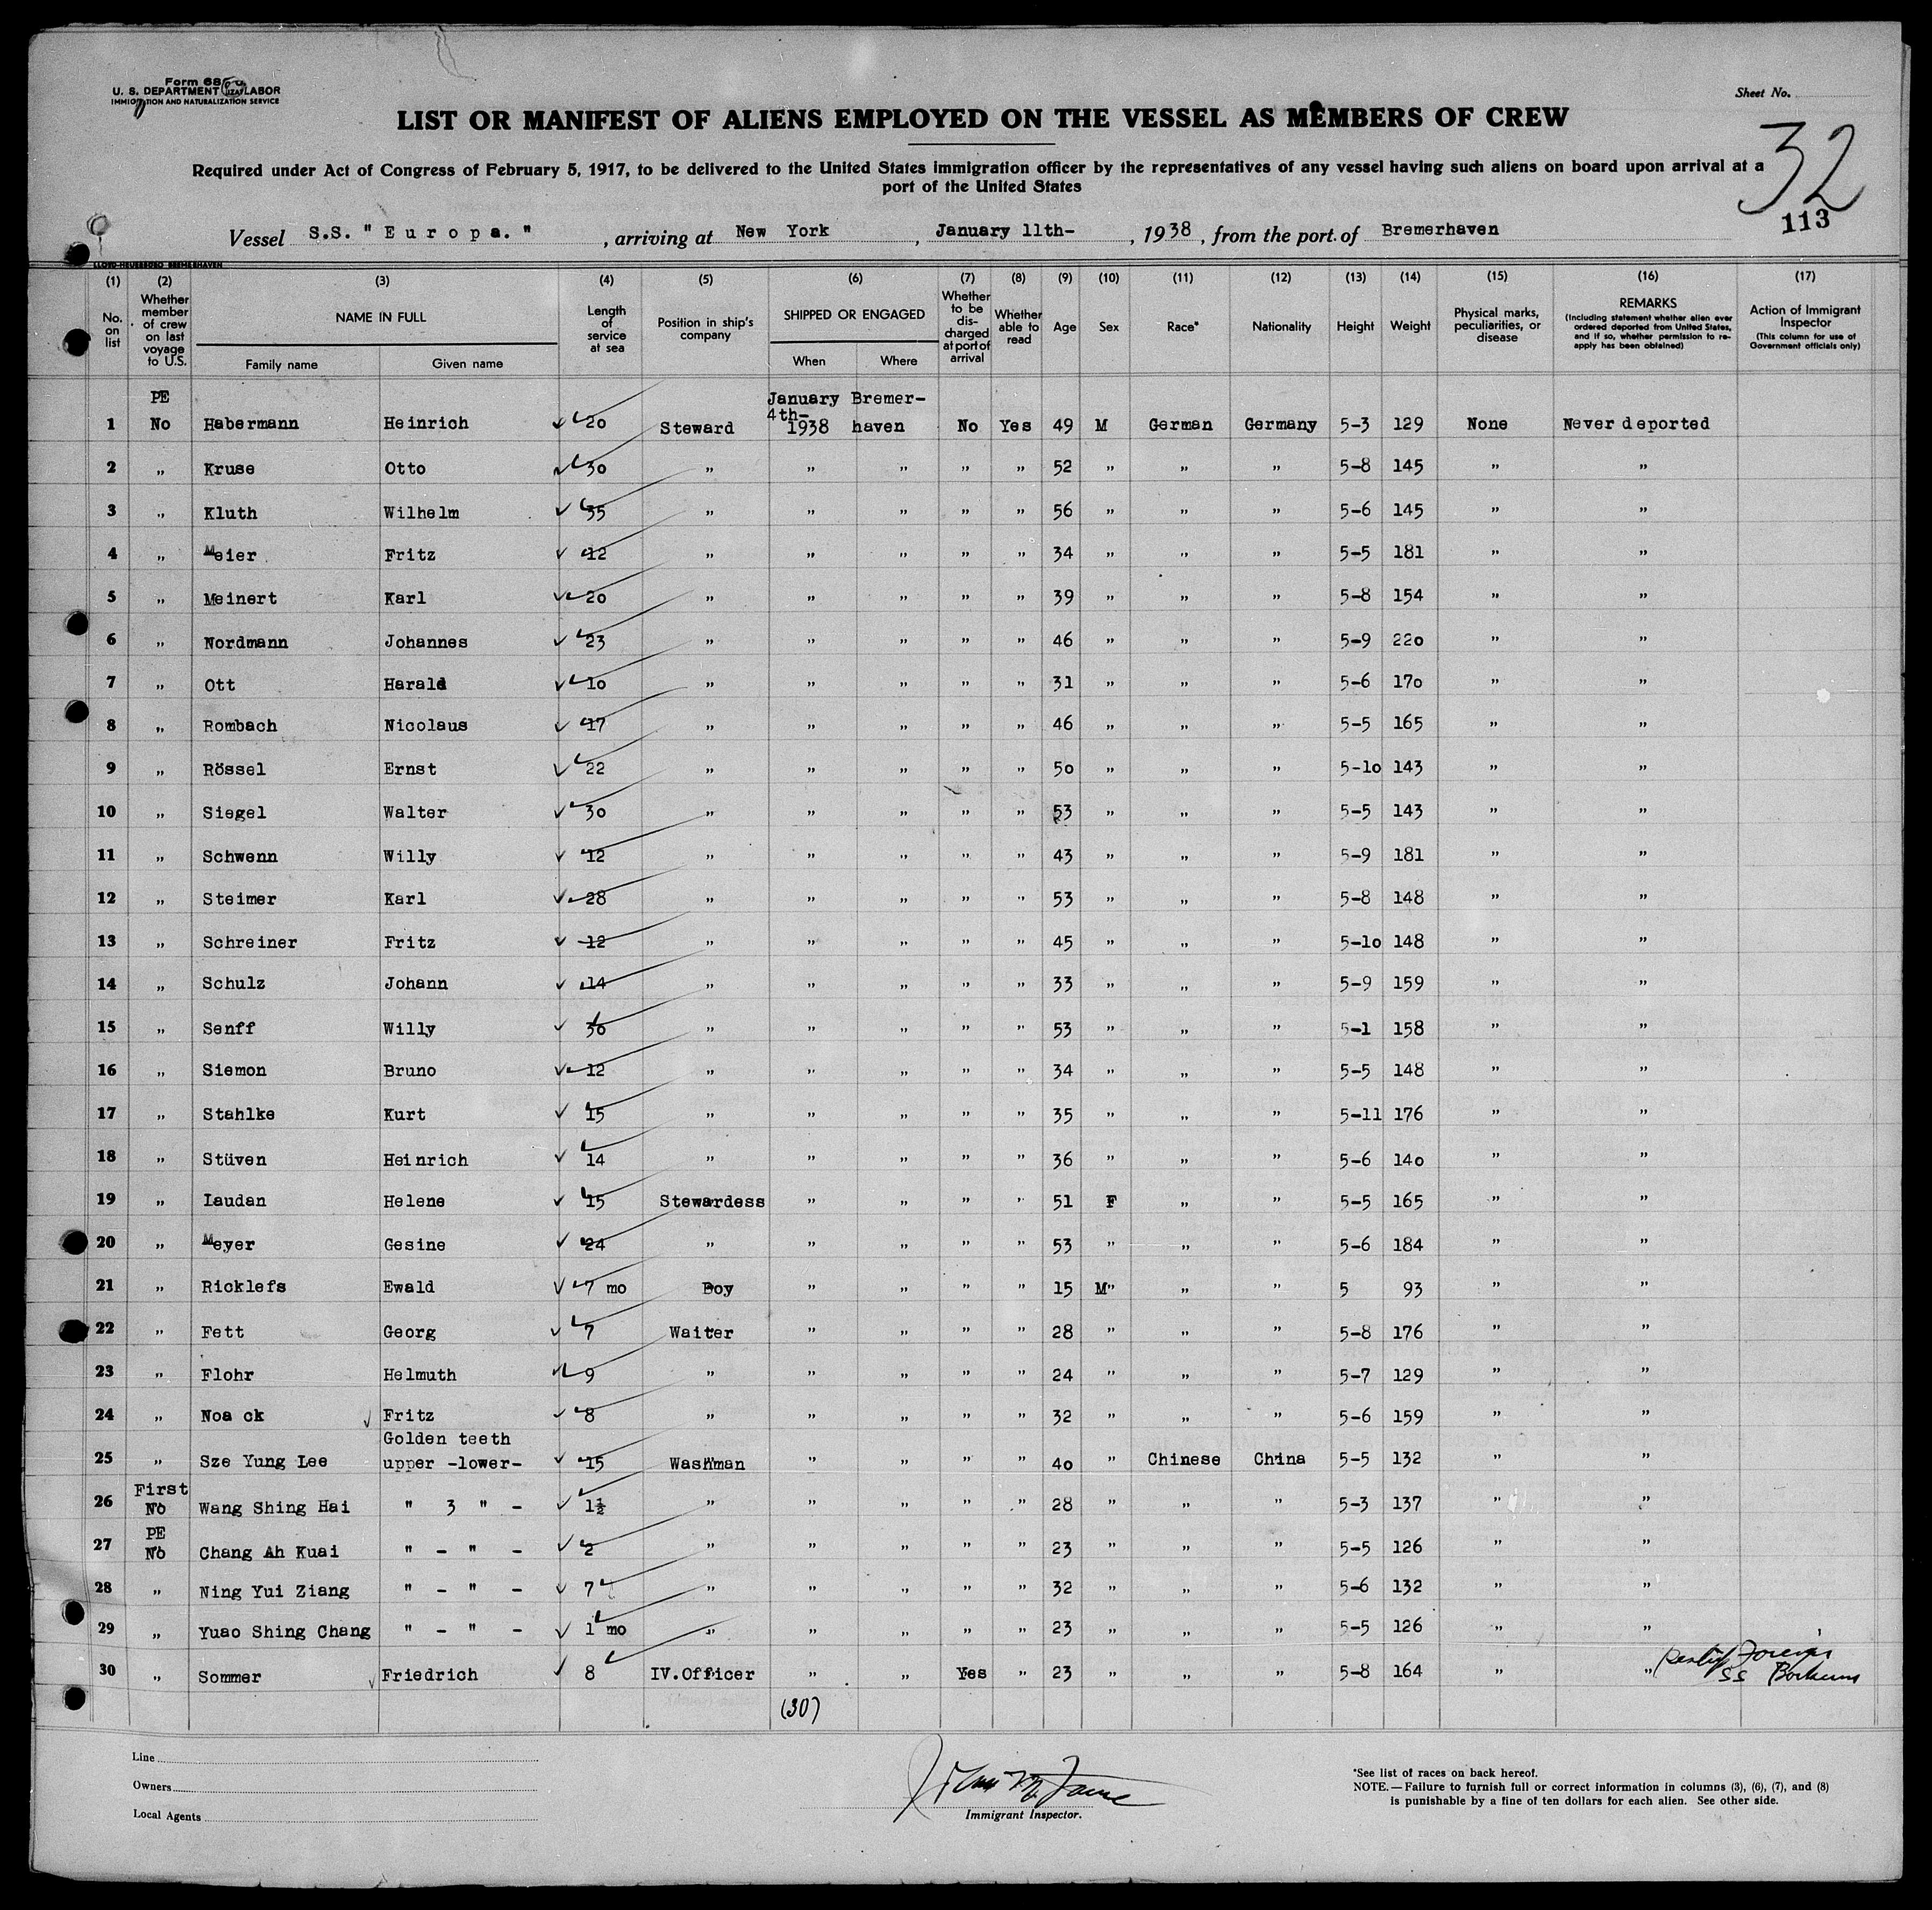 Form 680
U. S. DEPARTMENT OF LABOR
IMMIGRATION AND NATURALIZATION SERVICE
Sheet No.
LIST OR MANIFEST OF ALIENS EMPLOYED ON THE VESSEL AS MEMBERS OF CREW
32
Required under Act of Congress of February 5, 1917, to be delivered to the United States immigration officer by the representatives of any vessel having such aliens on board upon arrival at a
port of the United States
113
Vessel S.S. " E u r o p a. " , arriving at New York , January 11th- , 1938 , from the port of Bremerhaven
(1) (2) (3) (4) (5) (6) (7) (8) (9) (10) (11) (12) (13) (14) (15) (16) (17)
No. on list Whether member of crew on last voyage to U.S. NAME IN FULL Family name Given name Length of service at sea Position in ship's company SHIPPED OR ENGAGED When Where Whether to be discharged at port of arrival Whether able to read Age Sex Race* Nationality Height Weight Physical marks, peculiarities, or disease REMARKS (Including statement whether alien ever ordered deported from United States, and if so, whether permission to re-apply has been obtained) Action of Immigrant Inspector (This column for use of Government officials only)
PE January Bremer-
4th-
1 No Habermann Heinrich 20 Steward 1938 haven No Yes 49 M German Germany 5-3 129 None Never deported
2 „ Kruse Otto 30 „ „ „ „ „ 52 „ „ „ 5-8 145 „ „
3 „ Kluth Wilhelm 35 „ „ „ „ „ 56 „ „ „ 5-6 145 „ „
4 „ Meier Fritz 12 „ „ „ „ „ 34 „ „ „ 5-5 181 „ „
5 „ Meinert Karl 20 „ „ „ „ „ 39 „ „ „ 5-8 154 „ „
6 „ Nordmann Johannes 23 „ „ „ „ „ 46 „ „ „ 5-9 220 „ „
7 „ Ott Harald 10 „ „ „ „ „ 31 „ „ „ 5-6 170 „ „
8 „ Rombach Nicolaus 17 „ „ „ „ „ 46 „ „ „ 5-5 165 „ „
9 „ Rössel Ernst 22 „ „ „ „ „ 50 „ „ „ 5-10 143 „ „
10 „ Siegel Walter 30 „ „ „ „ „ 53 „ „ „ 5-5 143 „ „
11 „ Schwenn Willy 12 „ „ „ „ „ 43 „ „ „ 5-9 181 „ „
12 „ Steimer Karl 28 „ „ „ „ „ 53 „ „ „ 5-8 148 „ „
13 „ Schreiner Fritz 12 „ „ „ „ „ 45 „ „ „ 5-10 148 „ „
14 „ Schulz Johann 14 „ „ „ „ „ 33 „ „ „ 5-9 159 „ „
15 „ Senff Willy 30 „ „ „ „ „ 53 „ „ „ 5-1 158 „ „
16 „ Siemon Bruno 12 „ „ „ „ „ 34 „ „ „ 5-5 148 „ „
17 „ Stahlke Kurt 15 „ „ „ „ „ 35 „ „ „ 5-11 176 „ „
18 „ Stüven Heinrich 14 „ „ „ „ „ 36 „ „ „ 5-6 140 „ „
19 „ Laudan Helene 15 Stewardess „ „ „ „ 51 F „ „ 5-5 165 „ „
20 „ Meyer Gesine 24 „ „ „ „ „ 53 „ „ „ 5-6 184 „ „
21 „ Ricklefs Ewald 7 mo Boy „ „ „ „ 15 M„ „ „ 5 93 „ „
22 „ Fett Georg 7 Waiter „ „ „ „ 28 „ „ „ 5-8 176 „ „
23 „ Flohr Helmuth 9 „ „ „ „ „ 24 „ „ „ 5-7 129 „ „
24 „ Noa ck Fritz 8 „ „ „ „ „ 32 „ „ „ 5-6 159 „ „
Golden teeth
25 „ Sze Yung Lee upper -lower- 15 Washman „ „ „ „ 40 „ Chinese China 5-5 132 „ „
First
26 No Wang Shing Hai " 3 " - 1½ „ „ „ „ „ 28 „ „ „ 5-3 137 „ „
PE
27 No Chang Ah Kuai " - " - 2 „ „ „ „ „ 23 „ „ „ 5-5 126 „ „
28 „ Ning Yui Ziang " - " - 7 „ „ „ „ „ 32 „ „ „ 5-6 132 „ „
29 „ Yuao Shing Chang " - " - 1 mo „ „ „ „ „ 23 „ „ „ 5-5 126 „ „
30 „ Sommer Friedrich 8 IV.Officer „ „ Yes „ 23 „ „ „ 5-8 164 „ „ Foreign
SS Borkum
(30)
Line
Owners
Local Agents
Immigrant Inspector.
*See list of races on back hereof.
NOTE.—Failure to furnish full or correct information in columns (3), (6), (7), and (8)
is punishable by a fine of ten dollars for each alien. See other side.